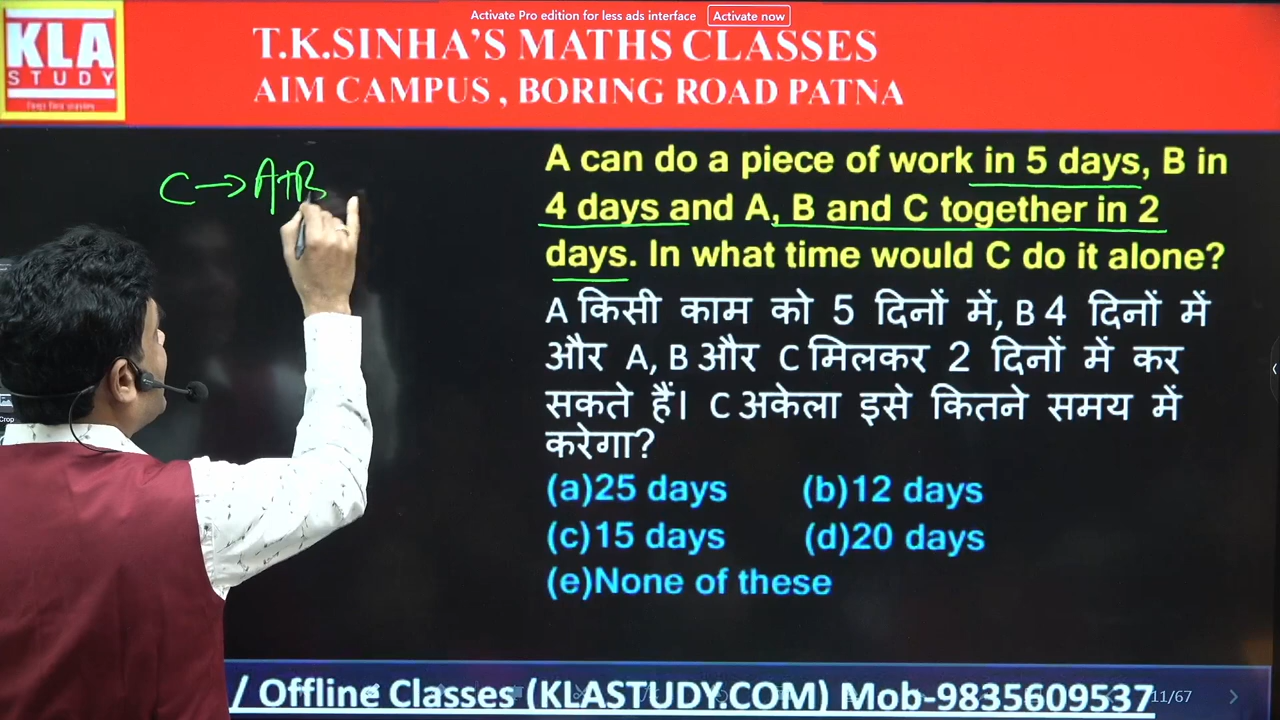 Activate Pro edition for less ads interface Activate now
KLA
STUDY
T.K.SINHA'S MATHS CLASSES
AIM CAMPUS , BORING ROAD PATNA
C → A+B
A can do a piece of work in 5 days, B in
4 days and A, B and C together in 2
days. In what time would C do it alone?
A किसी काम को 5 दिनों में, B 4 दिनों में
और A, B और C मिलकर 2 दिनों में कर
सकते हैं। C अकेला इसे कितने समय में
करेगा?
(a)25 days (b)12 days
(c)15 days (d)20 days
(e)None of these
Crop
/ Offline Classes (KLASTUDY.COM) Mob-9835609537
11/67